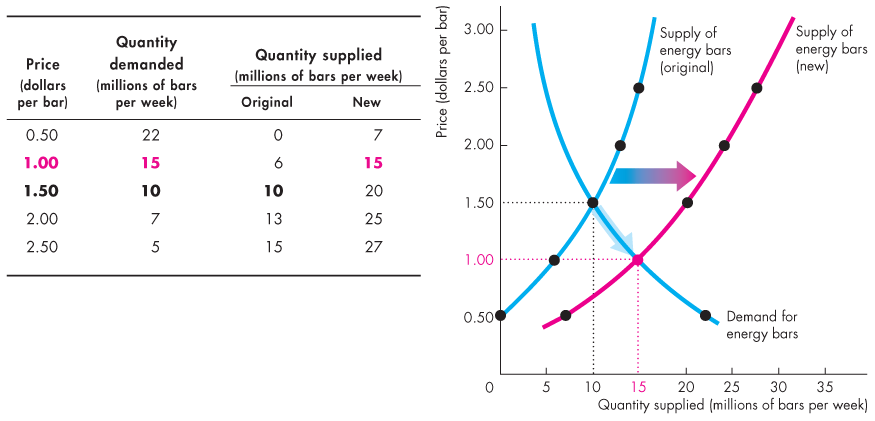 Price
(dollars
per bar)
Quantity
demanded
(millions of bars
per week)
Quantity supplied
(millions of bars per week)
Original New
0.50 22 0 7
1.00 15 6 15
1.50 10 10 20
2.00 7 13 25
2.50 5 15 27
Price (dollars per bar)
3.00
2.50
2.00
1.50
1.00
0.50
Supply of
energy bars
(original)
Supply of
energy bars
(new)
Demand for
energy bars
0 5 10 15 20 25 30 35
Quantity supplied (millions of bars per week)